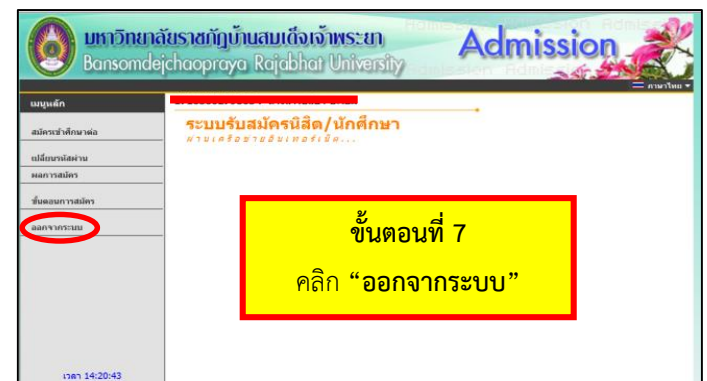 มหาวิทยาลัยราชภัฏบ้านสมเด็จเจ้าพระยา
Bansomdejchaopraya Rajabhat University
Admission
ภาษาไทย
เมนูหลัก
ระบบรับสมัครนิสิต/นักศึกษา
ผ่านเครือข่ายอินเทอร์เน็ต...
สมัครเข้าศึกษาต่อ
เปลี่ยนรหัสผ่าน
ผลการสมัคร
ขั้นตอนการสมัคร
ออกจากระบบ
ขั้นตอนที่ 7
คลิก “ออกจากระบบ”
เวลา 14:20:43